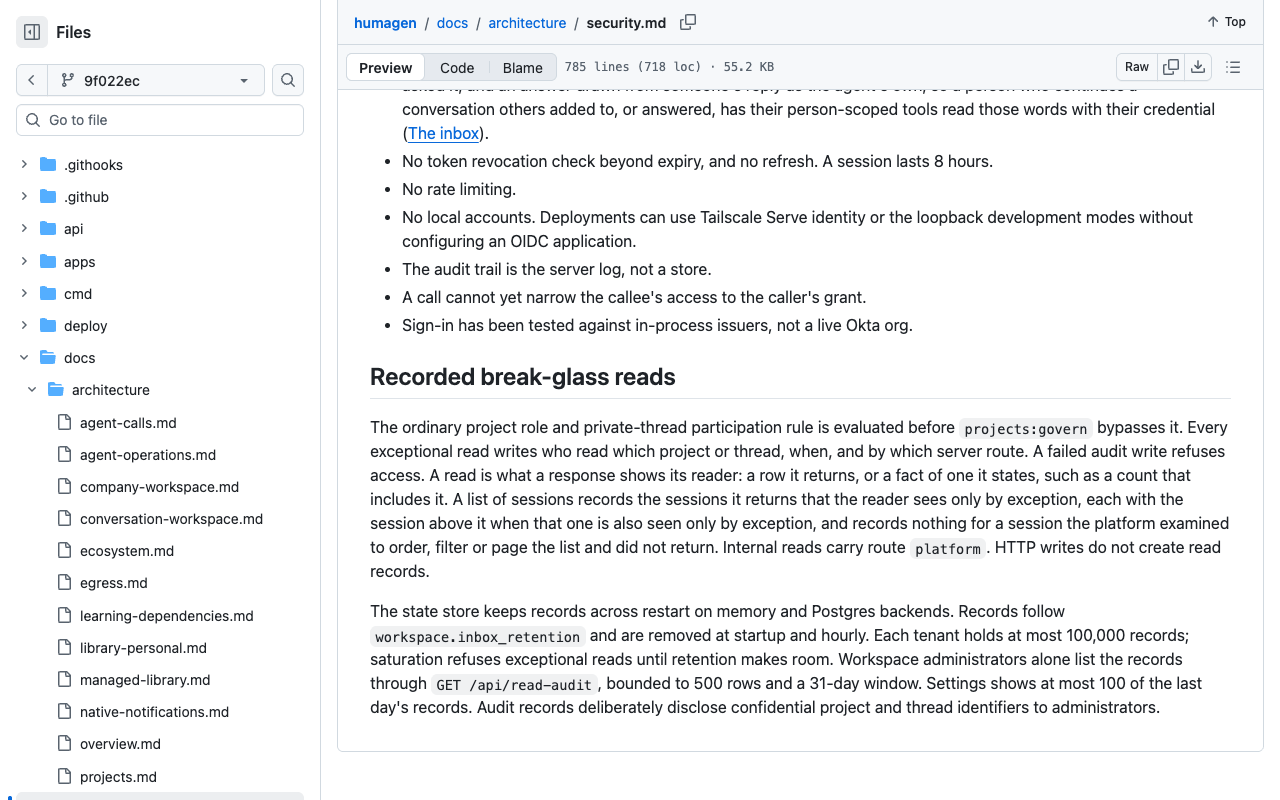 Files
humagen / docs / architecture / security.md
Top
9f022ec
Go to file
Preview Code Blame 785 lines (718 loc) · 55.2 KB
Raw
.githooks
.github
api
apps
cmd
deploy
docs
architecture
agent-calls.md
agent-operations.md
company-workspace.md
conversation-workspace.md
ecosystem.md
egress.md
learning-dependencies.md
library-personal.md
managed-library.md
native-notifications.md
overview.md
projects.md
conversation others added to, or answered, has their person-scoped tools read those words with their credential
(The inbox).
• No token revocation check beyond expiry, and no refresh. A session lasts 8 hours.
• No rate limiting.
• No local accounts. Deployments can use Tailscale Serve identity or the loopback development modes without
configuring an OIDC application.
• The audit trail is the server log, not a store.
• A call cannot yet narrow the callee's access to the caller's grant.
• Sign-in has been tested against in-process issuers, not a live Okta org.
Recorded break-glass reads
The ordinary project role and private-thread participation rule is evaluated before projects:govern bypasses it. Every
exceptional read writes who read which project or thread, when, and by which server route. A failed audit write refuses
access. A read is what a response shows its reader: a row it returns, or a fact of one it states, such as a count that
includes it. A list of sessions records the sessions it returns that the reader sees only by exception, each with the
session above it when that one is also seen only by exception, and records nothing for a session the platform examined
to order, filter or page the list and did not return. Internal reads carry route platform. HTTP writes do not create read
records.
The state store keeps records across restart on memory and Postgres backends. Records follow
workspace.inbox_retention and are removed at startup and hourly. Each tenant holds at most 100,000 records;
saturation refuses exceptional reads until retention makes room. Workspace administrators alone list the records
through GET /api/read-audit, bounded to 500 rows and a 31-day window. Settings shows at most 100 of the last
day's records. Audit records deliberately disclose confidential project and thread identifiers to administrators.